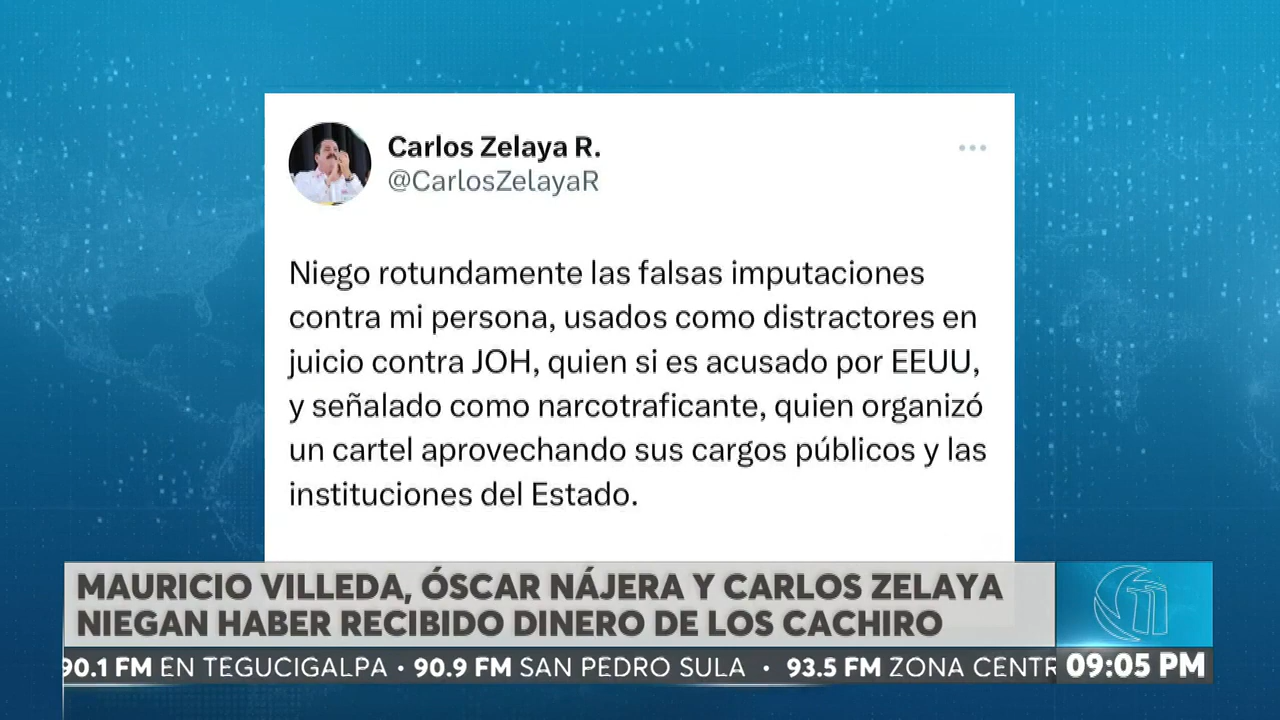 Carlos Zelaya R.
@CarlosZelayaR
Niego rotundamente las falsas imputaciones
contra mi persona, usados como distractores en
juicio contra JOH, quien si es acusado por EEUU,
y señalado como narcotraficante, quien organizó
un cartel aprovechando sus cargos públicos y las
instituciones del Estado.
MAURICIO VILLEDA, ÓSCAR NÁJERA Y CARLOS ZELAYA
NIEGAN HABER RECIBIDO DINERO DE LOS CACHIRO
11
90.1 FM EN TEGUCIGALPA • 90.9 FM SAN PEDRO SULA • 93.5 FM ZONA CENTR
09:05 PM